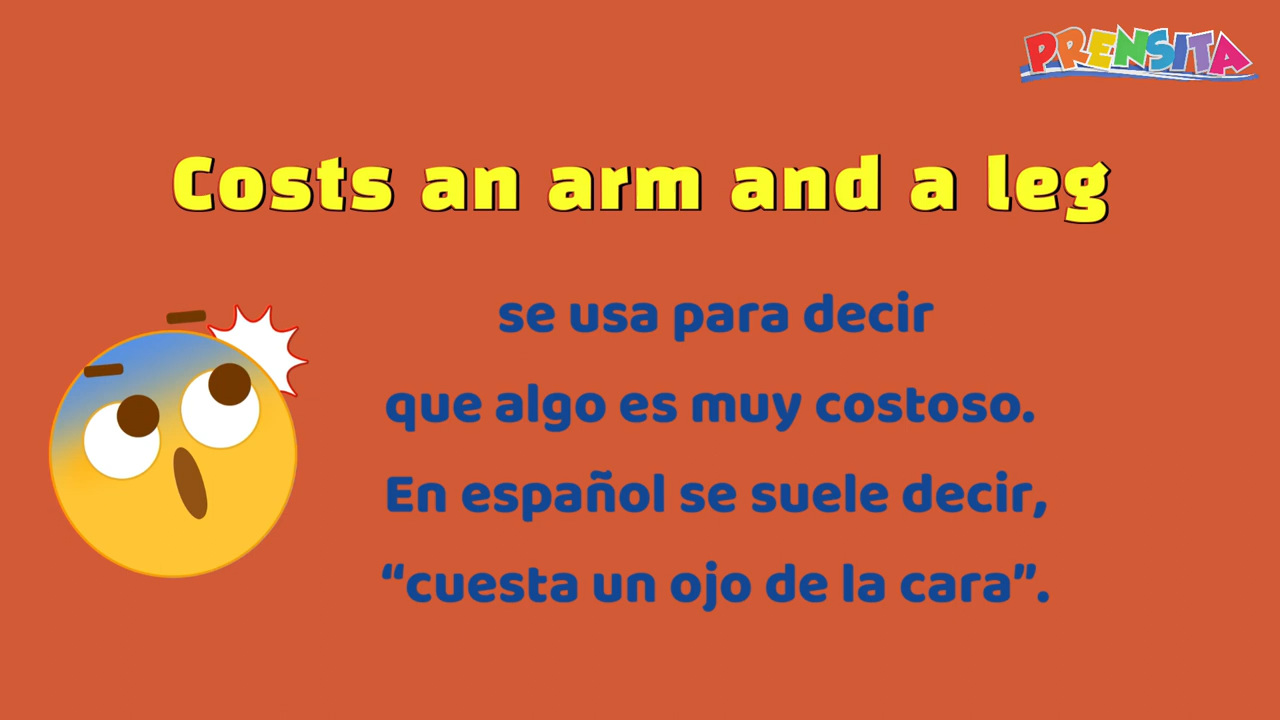 PRENSITA
Costs an arm and a leg
se usa para decir
que algo es muy costoso.
En español se suele decir,
“cuesta un ojo de la cara”.